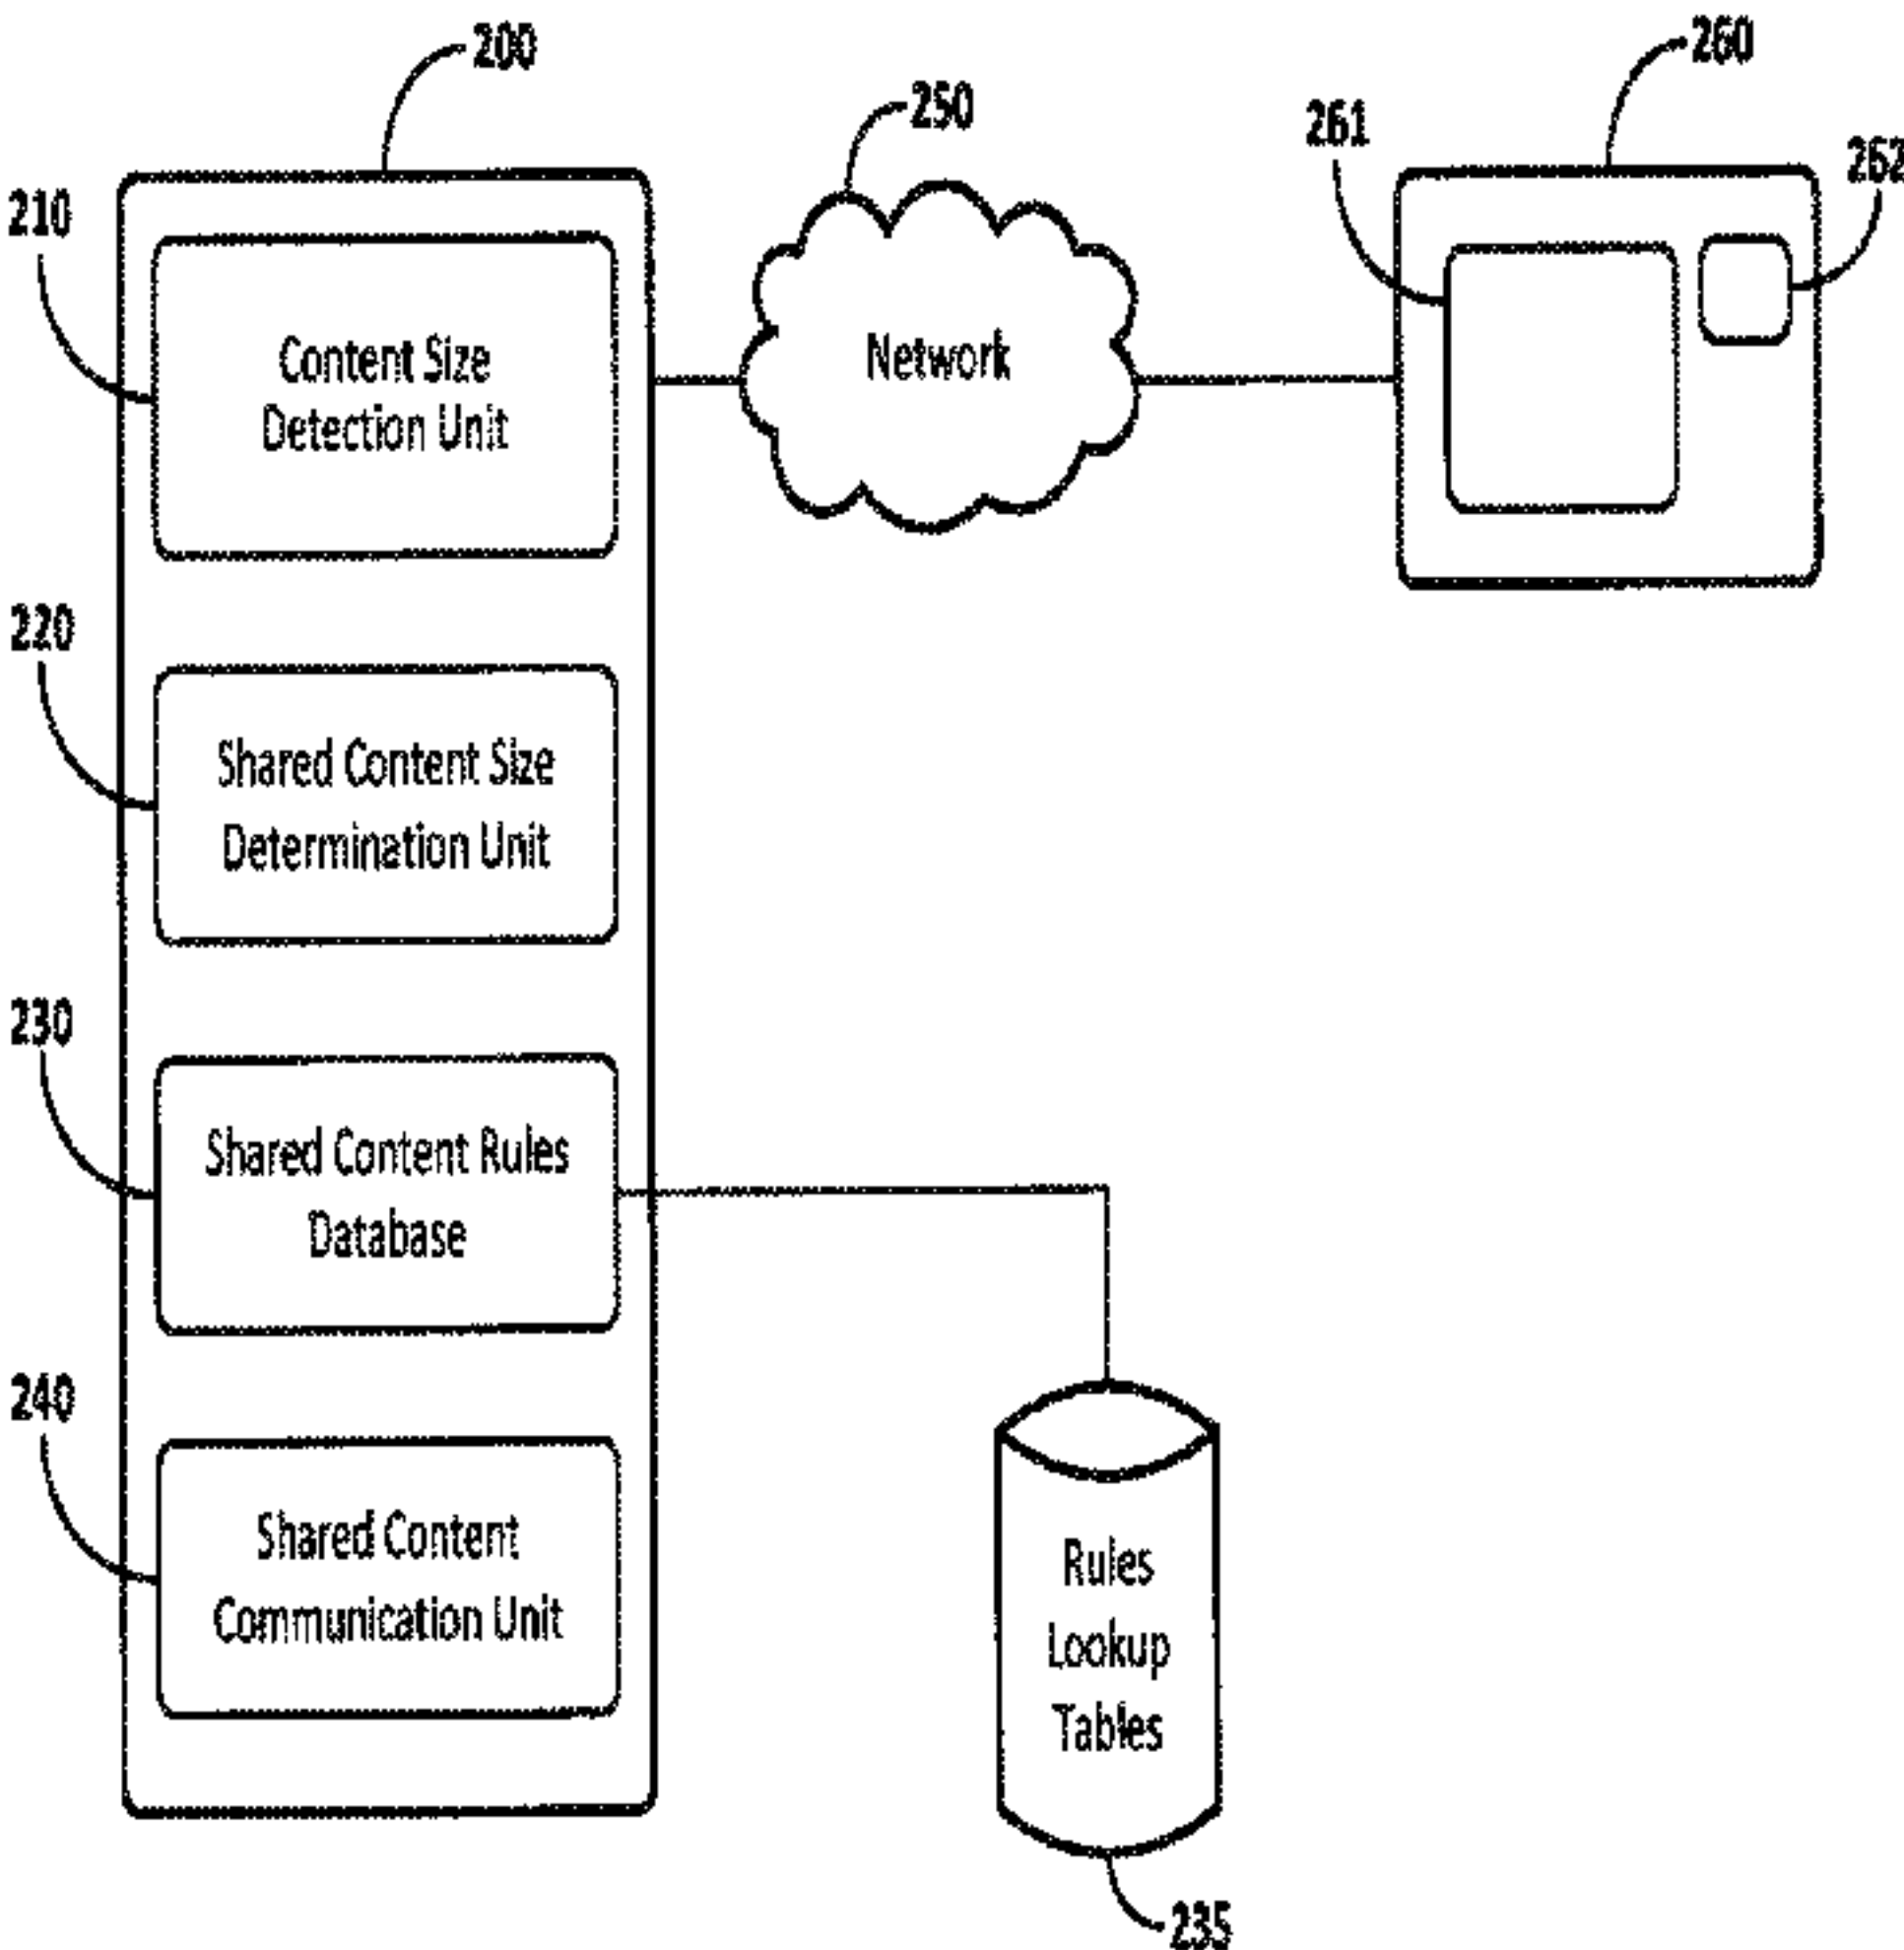 200
250
260
261
262
210
Content Size
Detection Unit
Network
220
Shared Content Size
Determination Unit
230
Shared Content Rules
Database
240
Shared Content
Communication Unit
Rules
Lookup
Tables
235